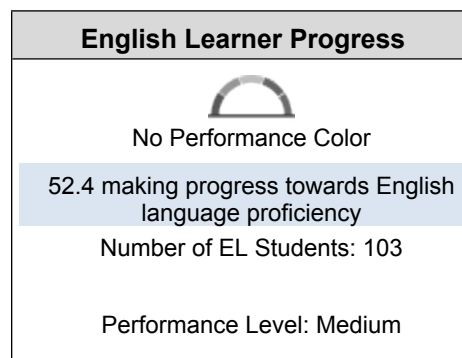 English Learner Progress
No Performance Color
52.4 making progress towards English
language proficiency
Number of EL Students: 103
Performance Level: Medium